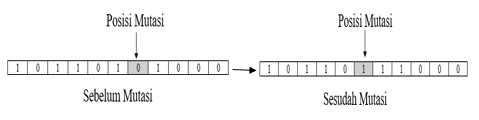 Posisi Mutasi
1 0 1 1 0 1 0 1 0 0 0
Sebelum Mutasi
Posisi Mutasi
1 0 1 1 0 1 1 1 0 0 0
Sesudah Mutasi